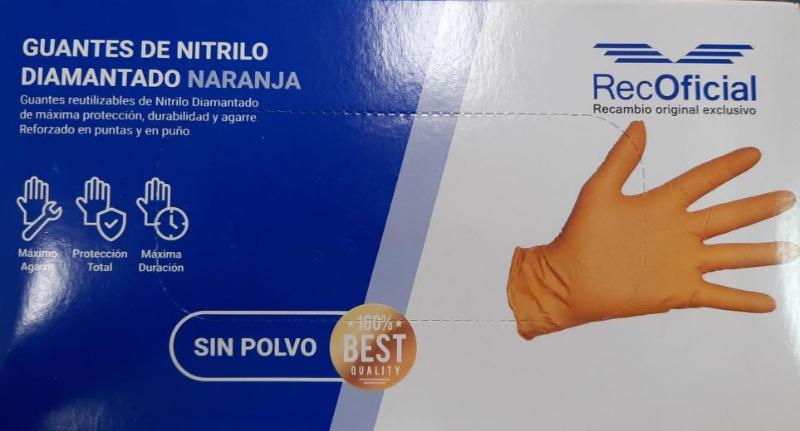 GUANTES DE NITRILO
DIAMANTADO NARANJA
Guantes reutilizables de Nitrilo Diamantado
de máxima protección, durabilidad y agarre.
Reforzado en puntas y en puño.
RecOficial
Recambio original exclusivo
Máximo
Agarre
Protección
Total
Máxima
Duración
SIN POLVO
100%
BEST
QUALITY